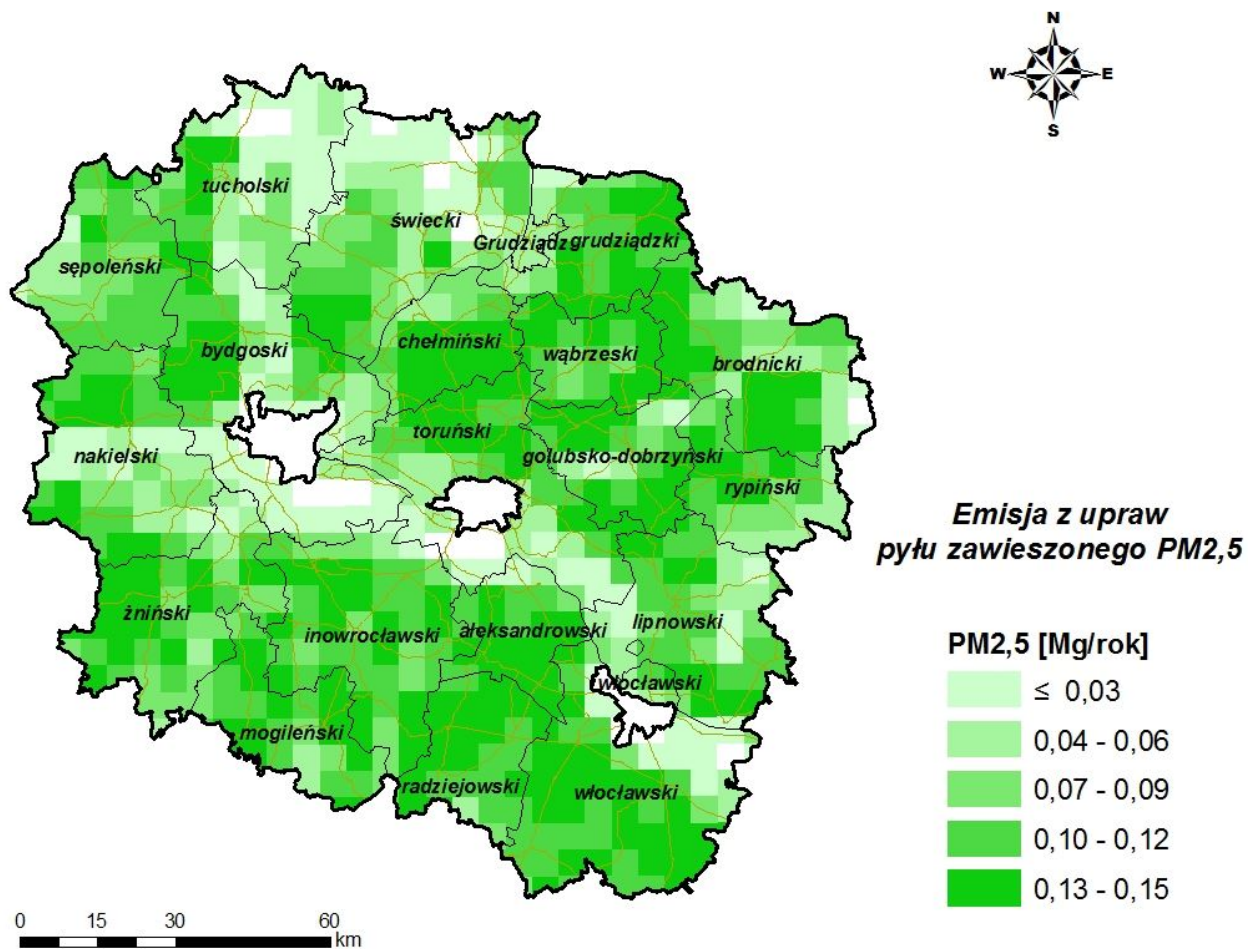 N
W E
S
tucholski
świecki
Grudziądz
grudziądzki
sępoleński
bydgoski
chełmiński
wąbrzeski
brodnicki
toruński
nakielski
golubsko-dobrzyński
rypiński
Emisja z upraw
pyłu zawieszonego PM2,5
żniński
inowrocławski
aleksandrowski
lipnowski
PM2,5 [Mg/rok]
włocławski
≤ 0,03
mogileński
0,04 - 0,06
radziejowski
włocławski
0,07 - 0,09
0,10 - 0,12
0,13 - 0,15
0 15 30 60
km